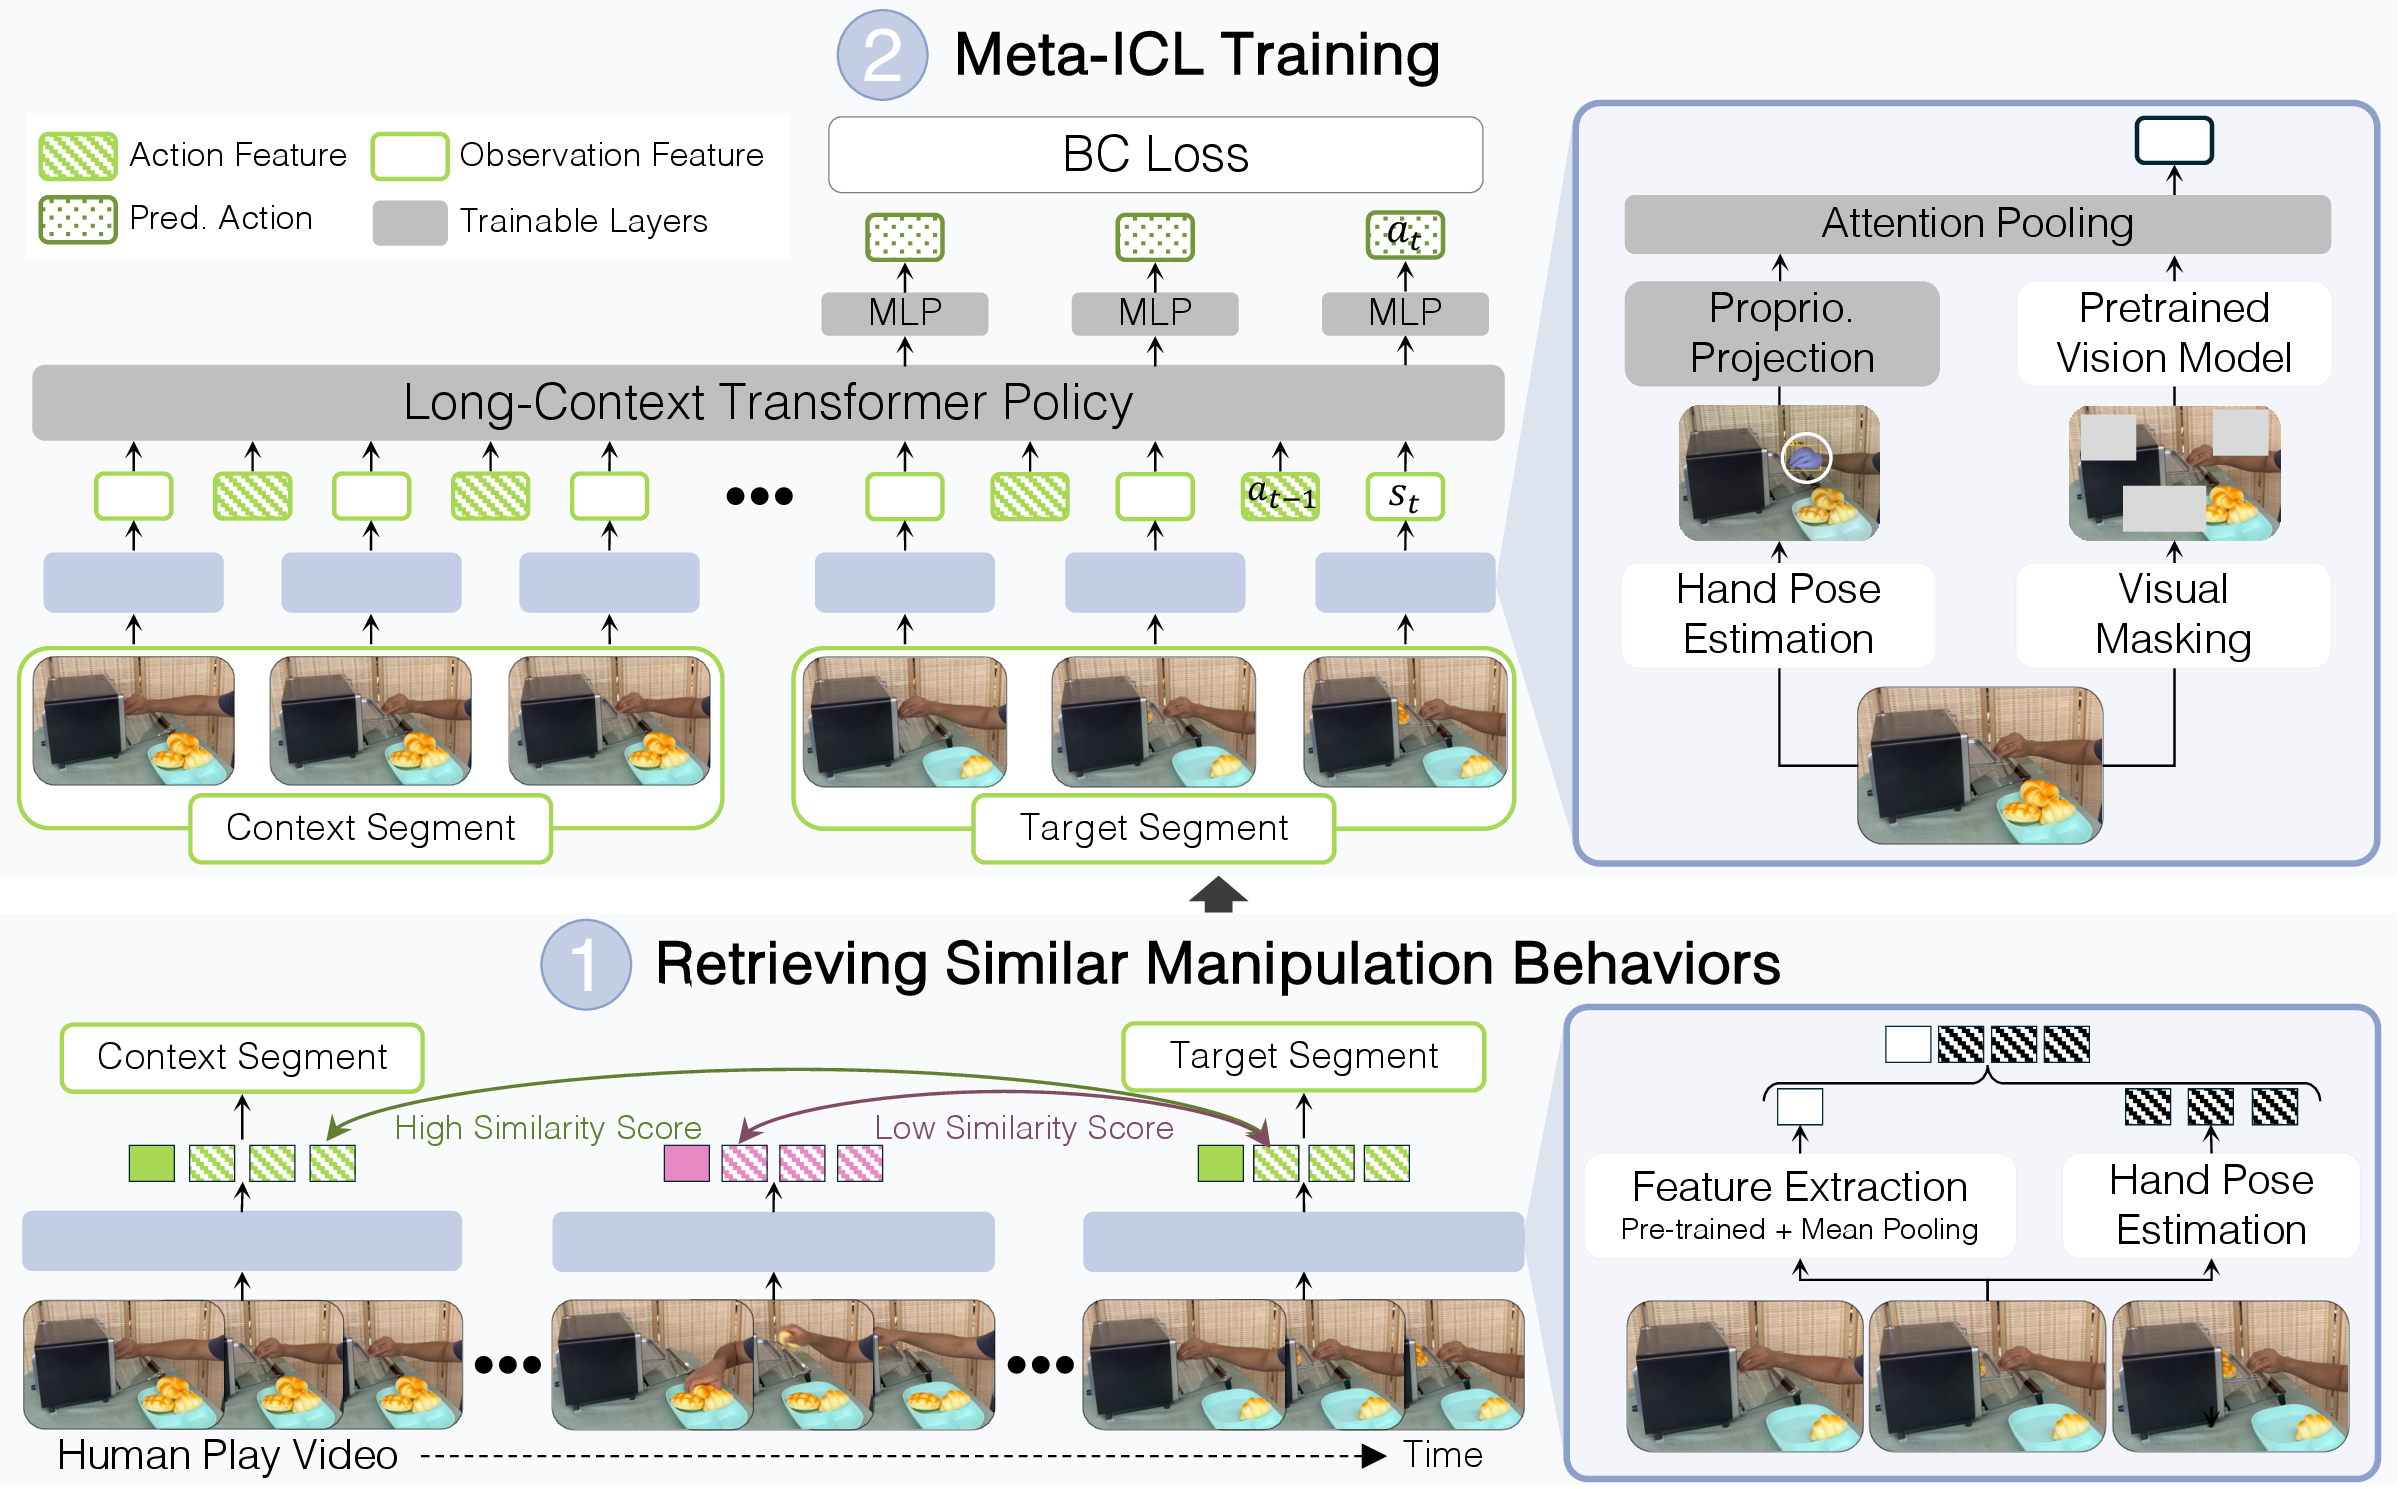 2 Meta-ICL Training
Action Feature
Observation Feature
Pred. Action
Trainable Layers
BC Loss
a_t
MLP MLP MLP
Long-Context Transformer Policy
a_{t-1}
s_t
Context Segment
Target Segment
Attention Pooling
Proprio.
Projection
Pretrained
Vision Model
Hand Pose
Estimation
Visual
Masking
1 Retrieving Similar Manipulation Behaviors
Context Segment
Target Segment
High Similarity Score
Low Similarity Score
Human Play Video
Time
Feature Extraction
Pre-trained + Mean Pooling
Hand Pose
Estimation